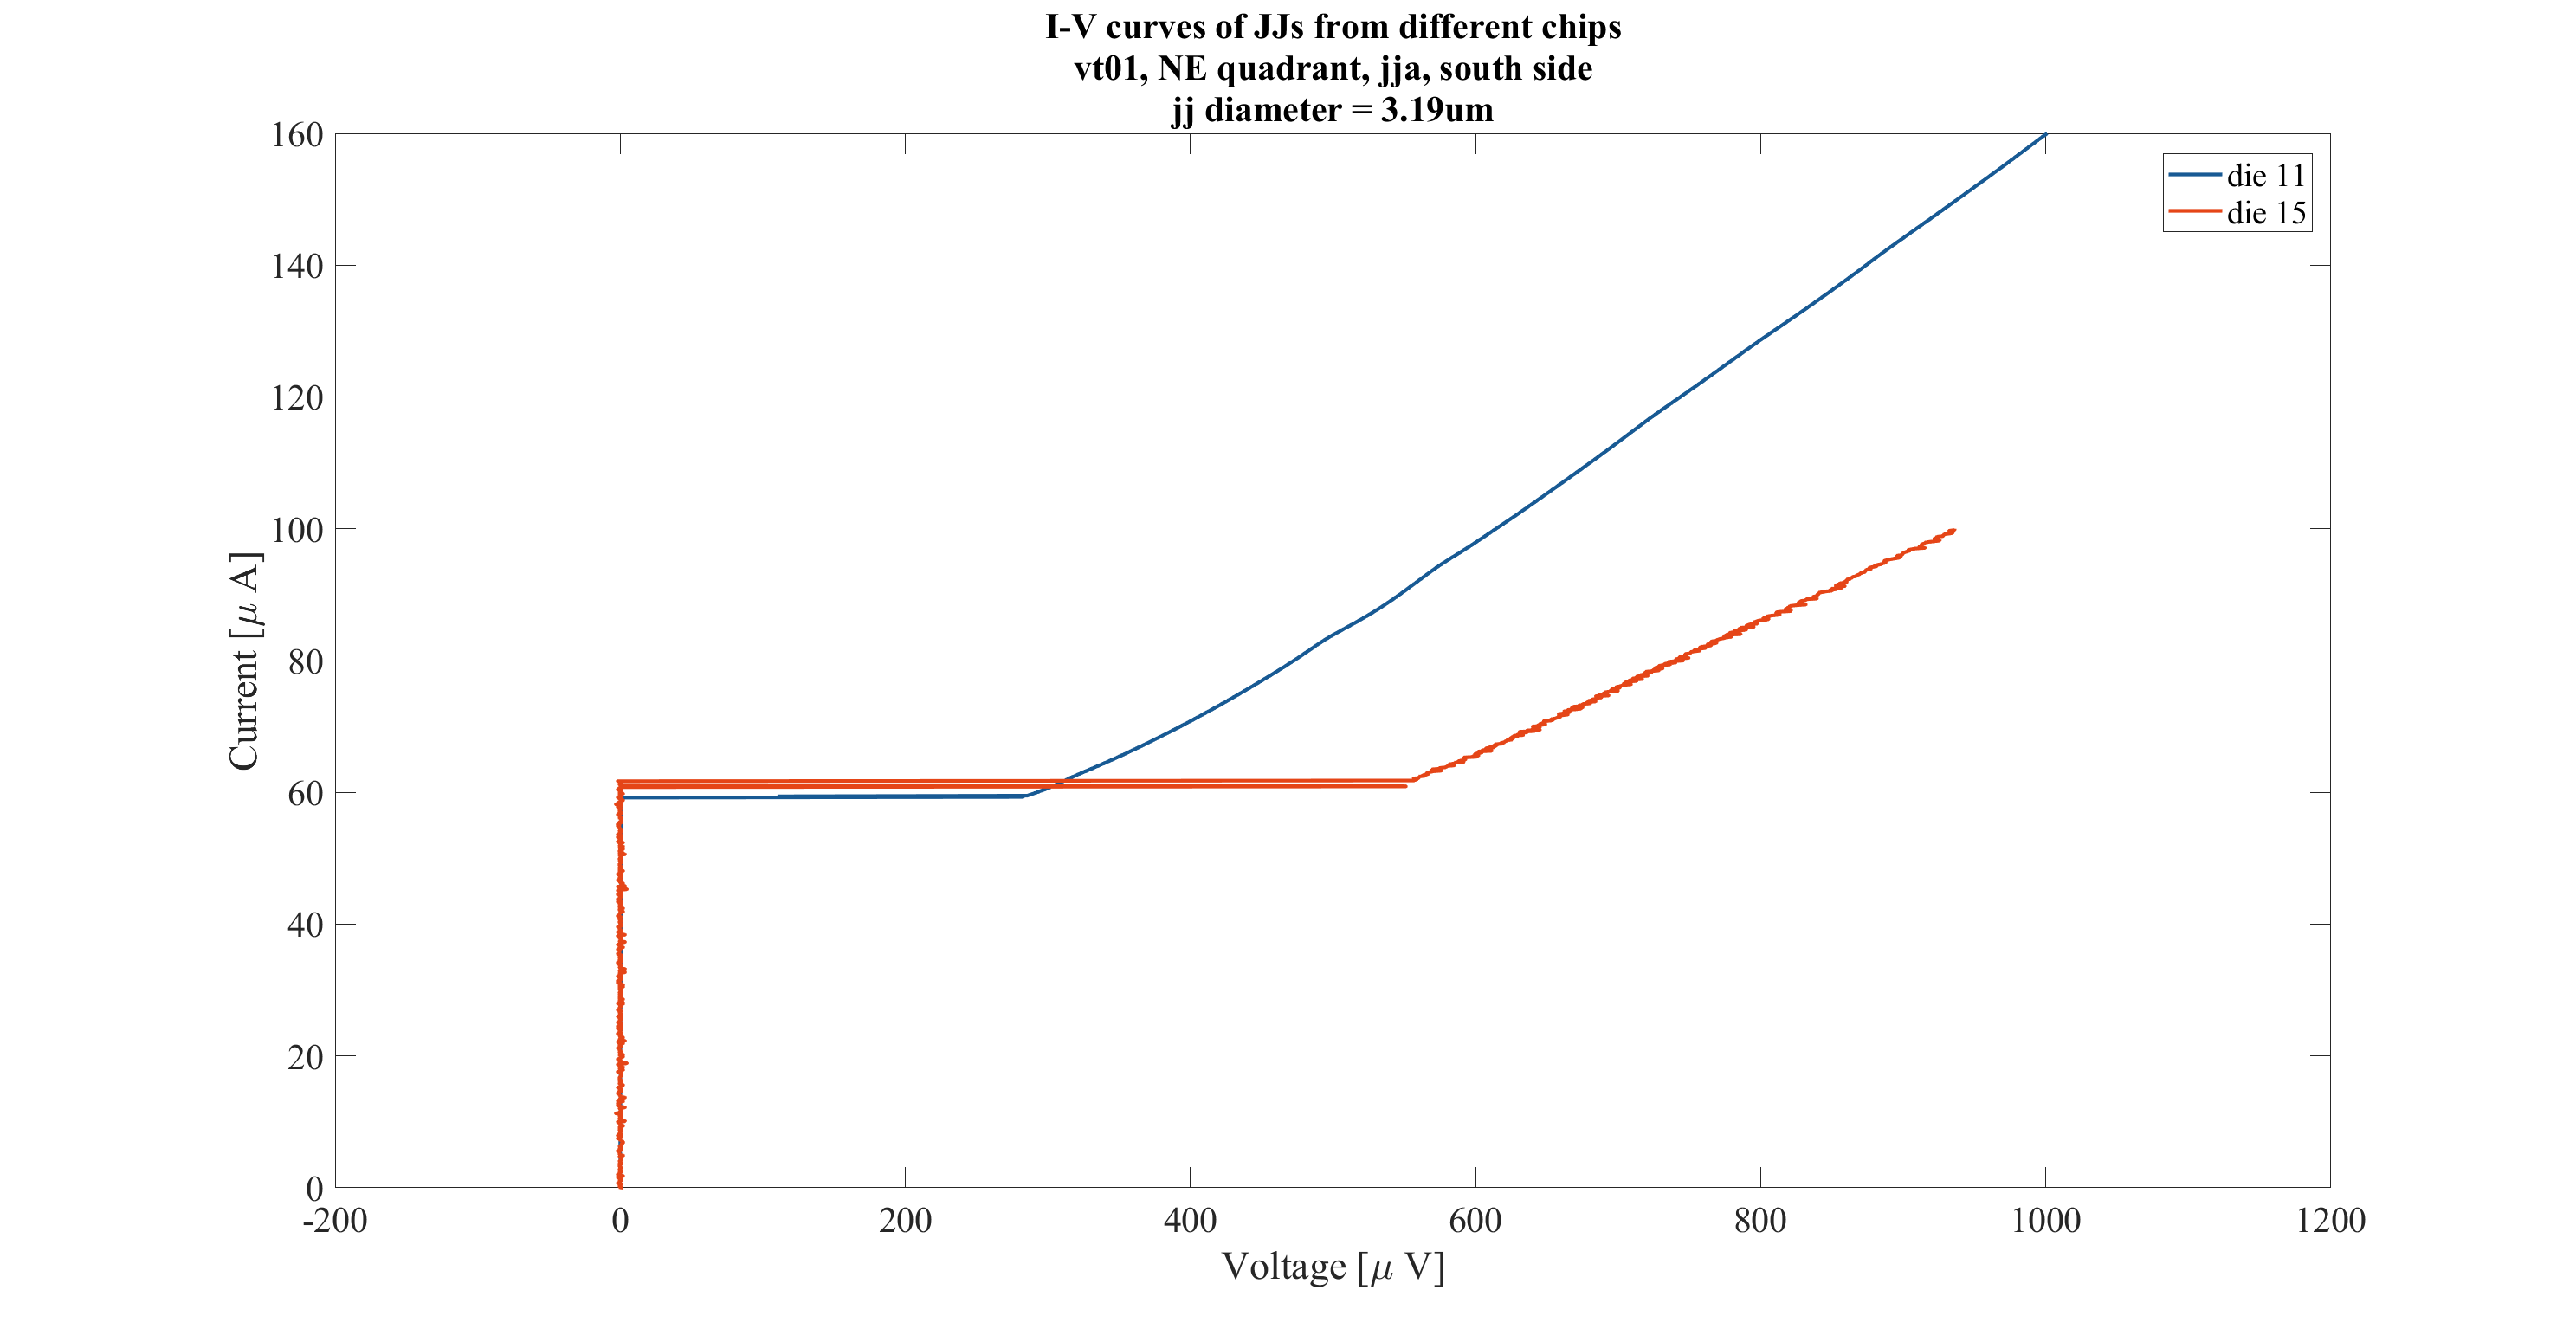 I-V curves of JJs from different chips
vt01, NE quadrant, jja, south side
jj diameter = 3.19um
die 11
die 15
160
140
120
100
80
60
40
20
0
Current [μ A]
-200 0 200 400 600 800 1000 1200
Voltage [μ V]